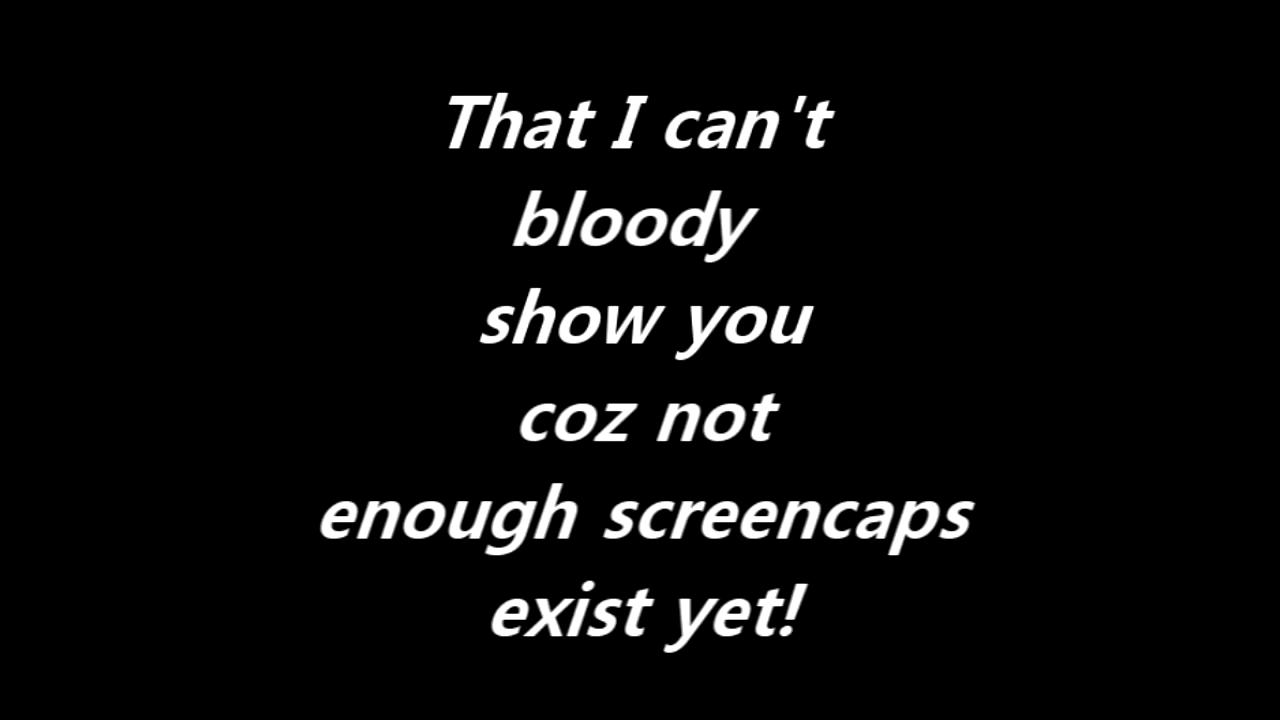 That I can't
bloody
show you
coz not
enough screencaps
exist yet!